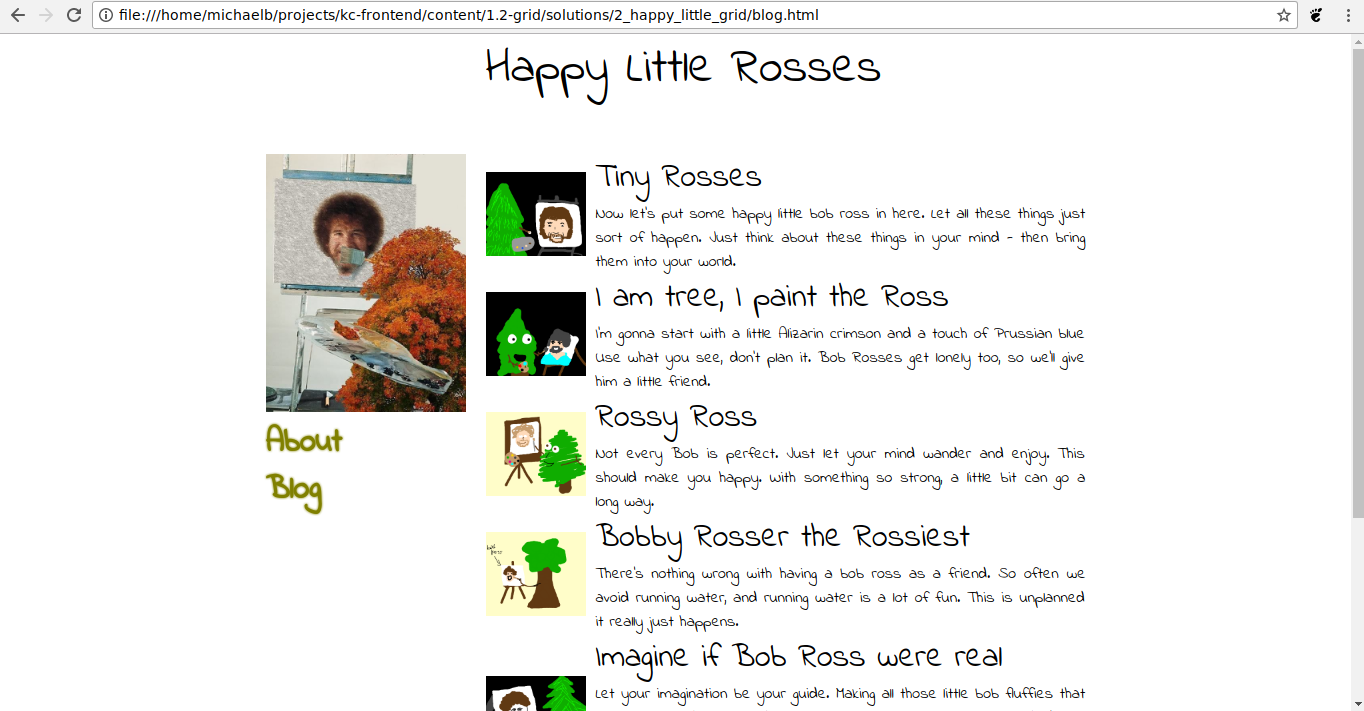 file:///home/michaelb/projects/kc-frontend/content/1.2-grid/solutions/2_happy_little_grid/blog.html
Happy Little Rosses
About
Blog
Tiny Rosses
Now let's put some happy little bob ross in here. Let all these things just
sort of happen. Just think about these things in your mind - then bring
them into your world.
I am tree, I paint the Ross
I'm gonna start with a little Alizarin crimson and a touch of Prussian blue
Use what you see, don't plan it. Bob Rosses get lonely too, so we'll give
him a little friend.
Rossy Ross
Not every Bob is perfect. Just let your mind wander and enjoy. This
should make you happy. With something so strong, a little bit can go a
long way.
Bobby Rosser the Rossiest
There's nothing wrong with having a bob ross as a friend. So often we
avoid running water, and running water is a lot of fun. This is unplanned
it really just happens.
Imagine if Bob Ross were real
Let your imagination be your guide. Making all those little bob fluffies that